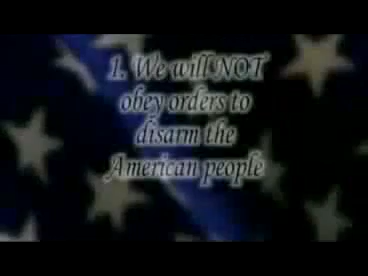 1. We will NOT
obey orders to
disarm the
American people